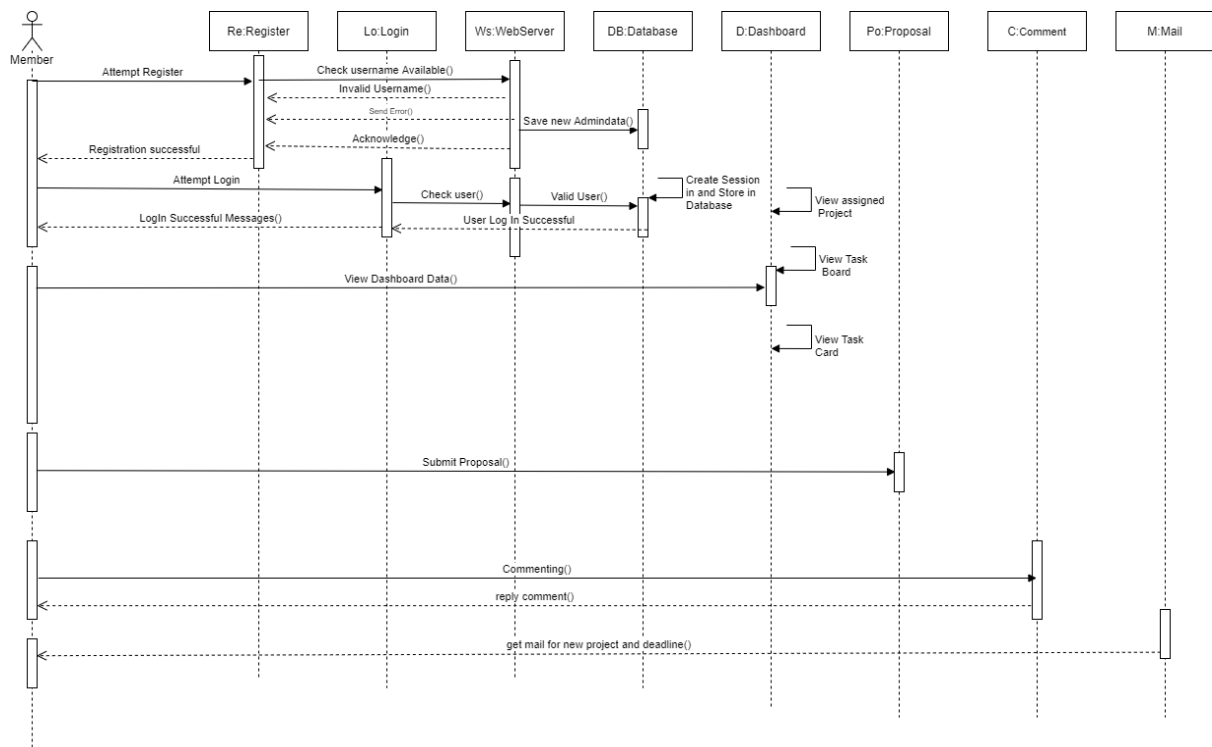 Re:Register
Lo:Login
Ws:WebServer
DB:Database
D:Dashboard
Po:Proposal
C:Comment
M:Mail
Member
Attempt Register
Check username Available()
Invalid Username()
Send Error()
Save new Admindata()
Acknowledge()
Registration successful
Attempt Login
Check user()
Valid User()
Create Session
in and Store in
Database
View assigned
Project
LogIn Successful Messages()
User Log In Successful
View Task
Board
View Dashboard Data()
View Task
Card
Submit Proposal()
Commenting()
reply comment()
get mail for new project and deadline()